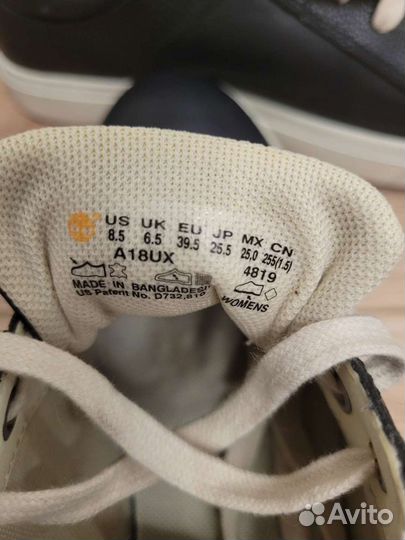 US UK EU JP MX CN
8.5 6.5 39.5 25.5 25,0 255(1.5)
A18UX 4819
MADE IN BANGLADESH
US Patent No. D732,810
WOMENS
Avito